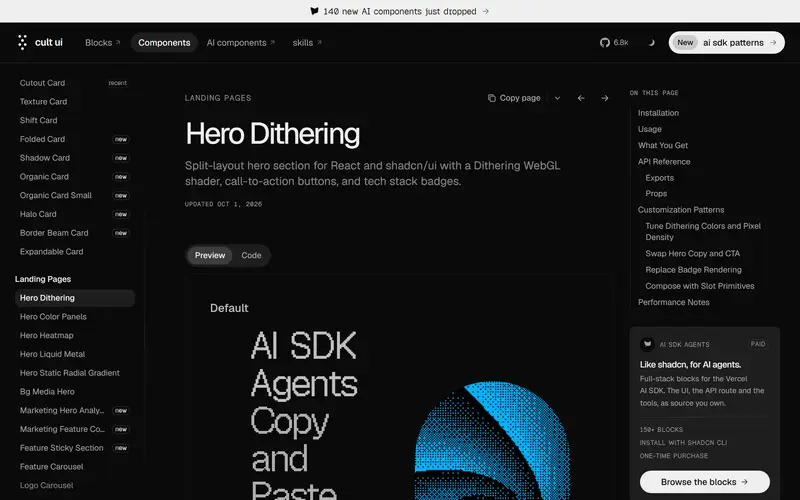 140 new AI components just dropped →
cult ui
Blocks ↗
Components
AI components ↗
skills ↗
6.8k
New ai sdk patterns →
Cutout Card recent
Texture Card
Shift Card
Folded Card new
Shadow Card new
Organic Card new
Organic Card Small new
Halo Card new
Border Beam Card new
Expandable Card
Landing Pages
Hero Dithering
Hero Color Panels
Hero Heatmap
Hero Liquid Metal
Hero Static Radial Gradient
Bg Media Hero
Marketing Hero Analy... new
Marketing Feature Co... new
Feature Sticky Section new
Feature Carousel
Logo Carousel
LANDING PAGES
Copy page
← →
Hero Dithering
Split-layout hero section for React and shadcn/ui with a Dithering WebGL
shader, call-to-action buttons, and tech stack badges.
UPDATED OCT 1, 2026
Preview Code
Default
AI SDK
Agents
Copy
and
Paste
ON THIS PAGE
Installation
Usage
What You Get
API Reference
Exports
Props
Customization Patterns
Tune Dithering Colors and Pixel
Density
Swap Hero Copy and CTA
Replace Badge Rendering
Compose with Slot Primitives
Performance Notes
AI SDK AGENTS PAID
Like shadcn, for AI agents.
Full-stack blocks for the Vercel
AI SDK. The UI, the API route and the
tools, as source you own.
150+ BLOCKS
INSTALL WITH SHADCN CLI
ONE-TIME PURCHASE
Browse the blocks →